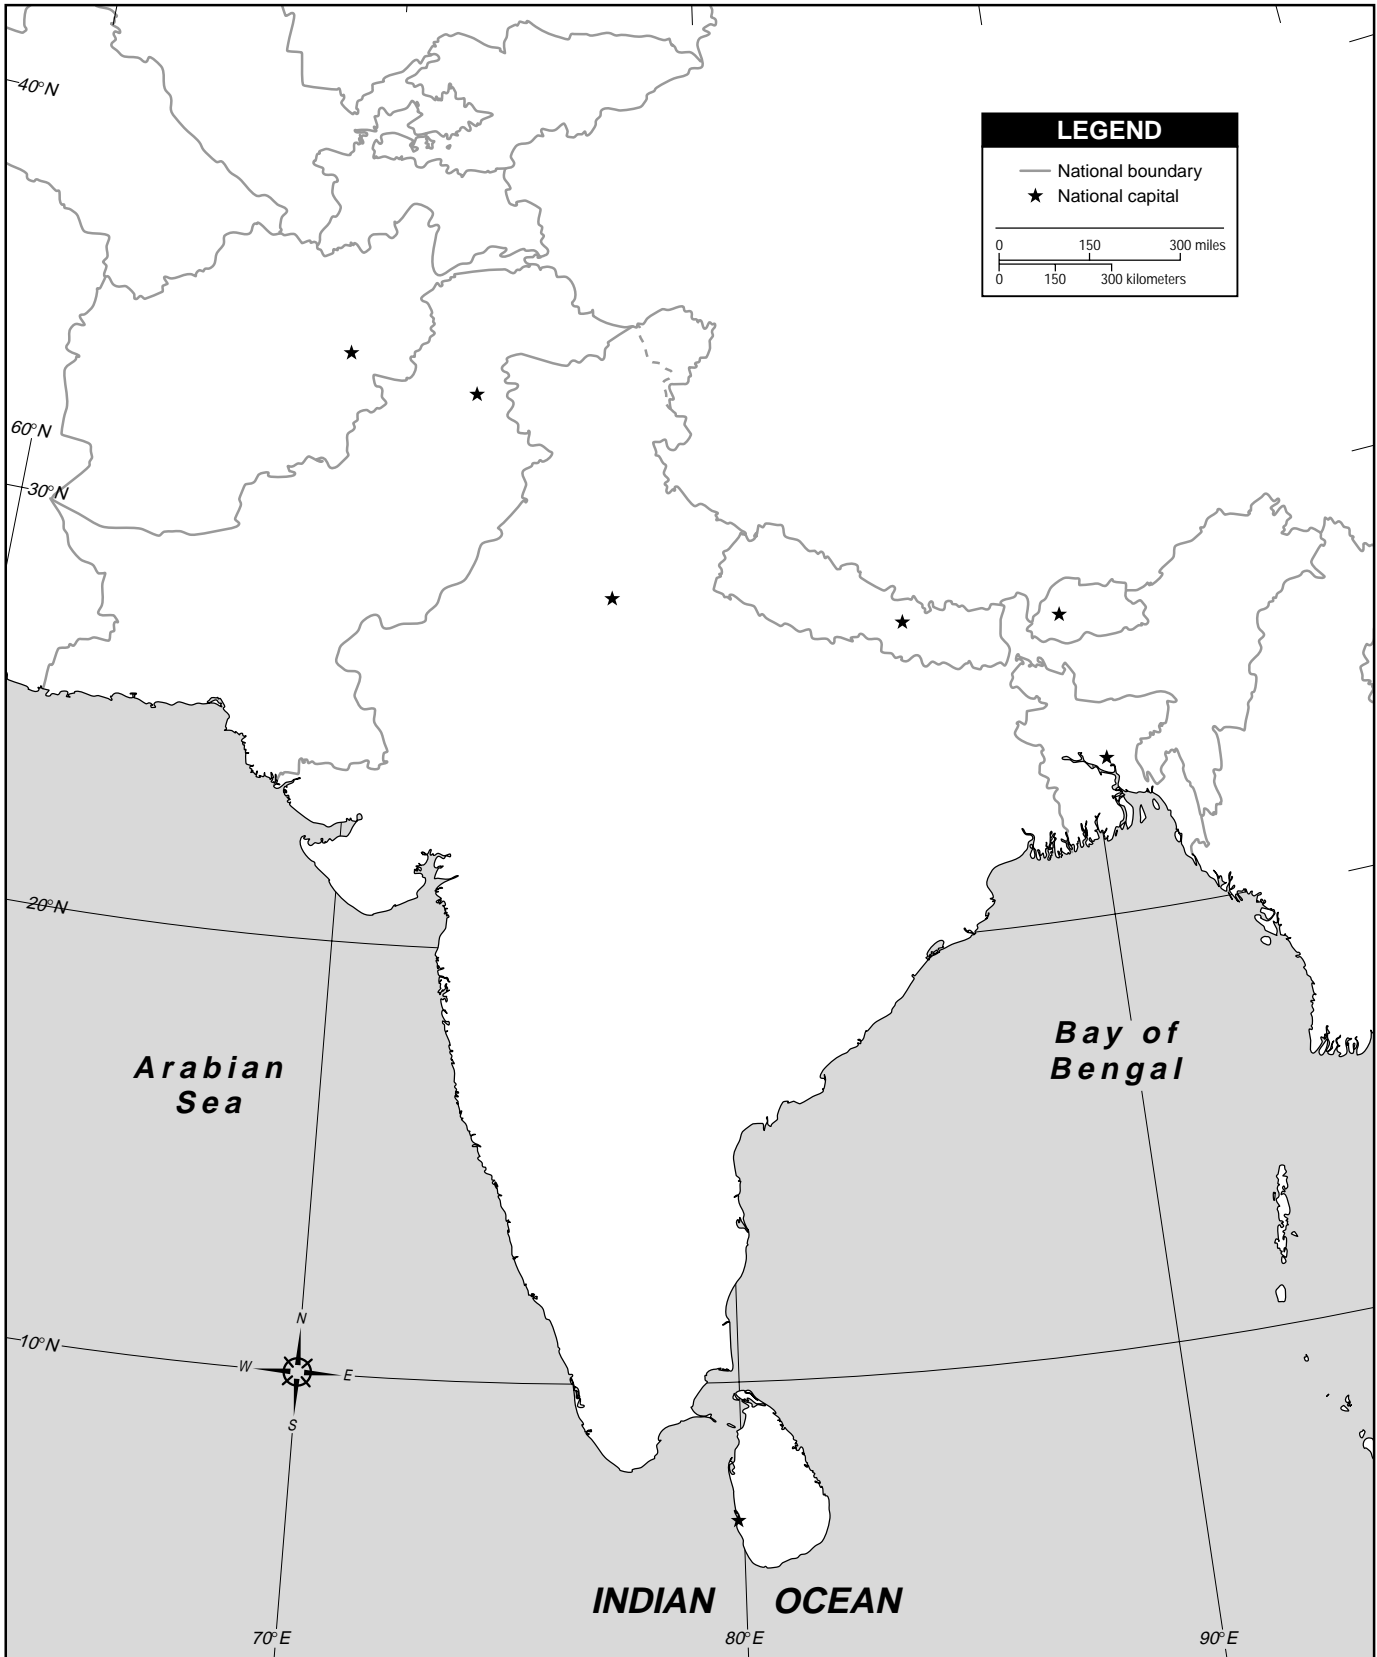 40°N
LEGEND
National boundary
National capital
0 150 300 miles
0 150 300 kilometers
60°N
30°N
20°N
Bay of
Bengal
Arabian
Sea
N
10°N
W
E
S
INDIAN OCEAN
70°E
80°E
90°E